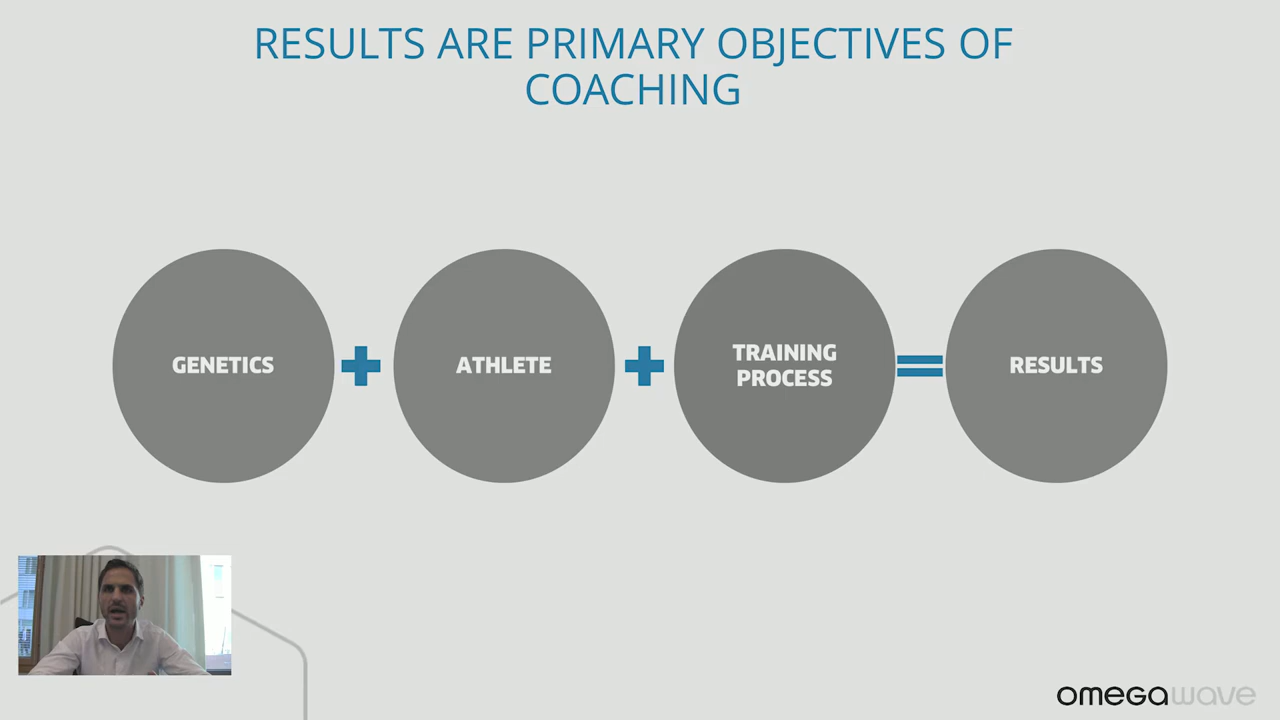 RESULTS ARE PRIMARY OBJECTIVES OF
COACHING
GENETICS
ATHLETE
TRAINING
PROCESS
RESULTS
omegawave